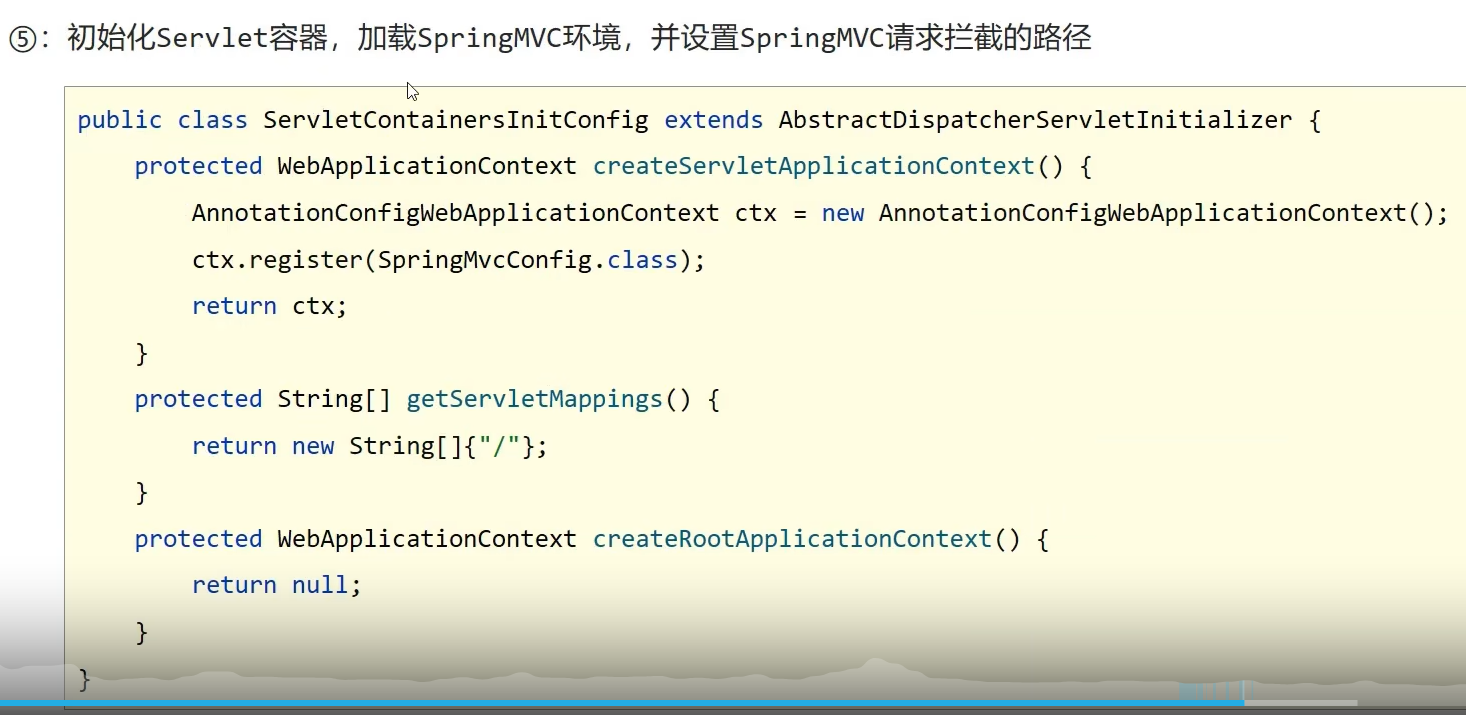 ⑤：初始化Servlet容器，加载SpringMVC环境，并设置SpringMVC请求拦截的路径
public class ServletContainersInitConfig extends AbstractDispatcherServletInitializer {
    protected WebApplicationContext createServletApplicationContext() {
        AnnotationConfigWebApplicationContext ctx = new AnnotationConfigWebApplicationContext();
        ctx.register(SpringMvcConfig.class);
        return ctx;
    }
    protected String[] getServletMappings() {
        return new String[]{"/"};
    }
    protected WebApplicationContext createRootApplicationContext() {
        return null;
    }
}